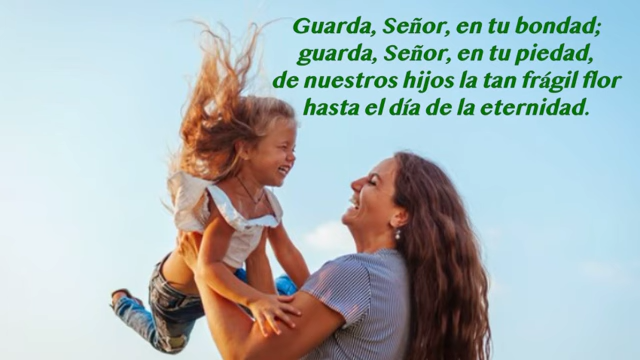 Guarda, Señor, en tu bondad;
guarda, Señor, en tu piedad,
de nuestros hijos la tan frágil flor
hasta el día de la eternidad.